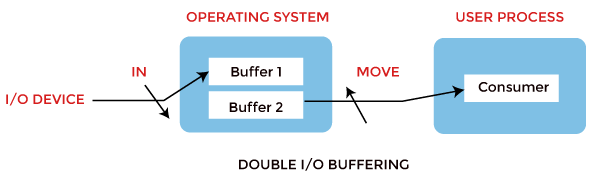 OPERATING SYSTEM
USER PROCESS
IN
Buffer 1
MOVE
I/O DEVICE
Buffer 2
Consumer
DOUBLE I/O BUFFERING